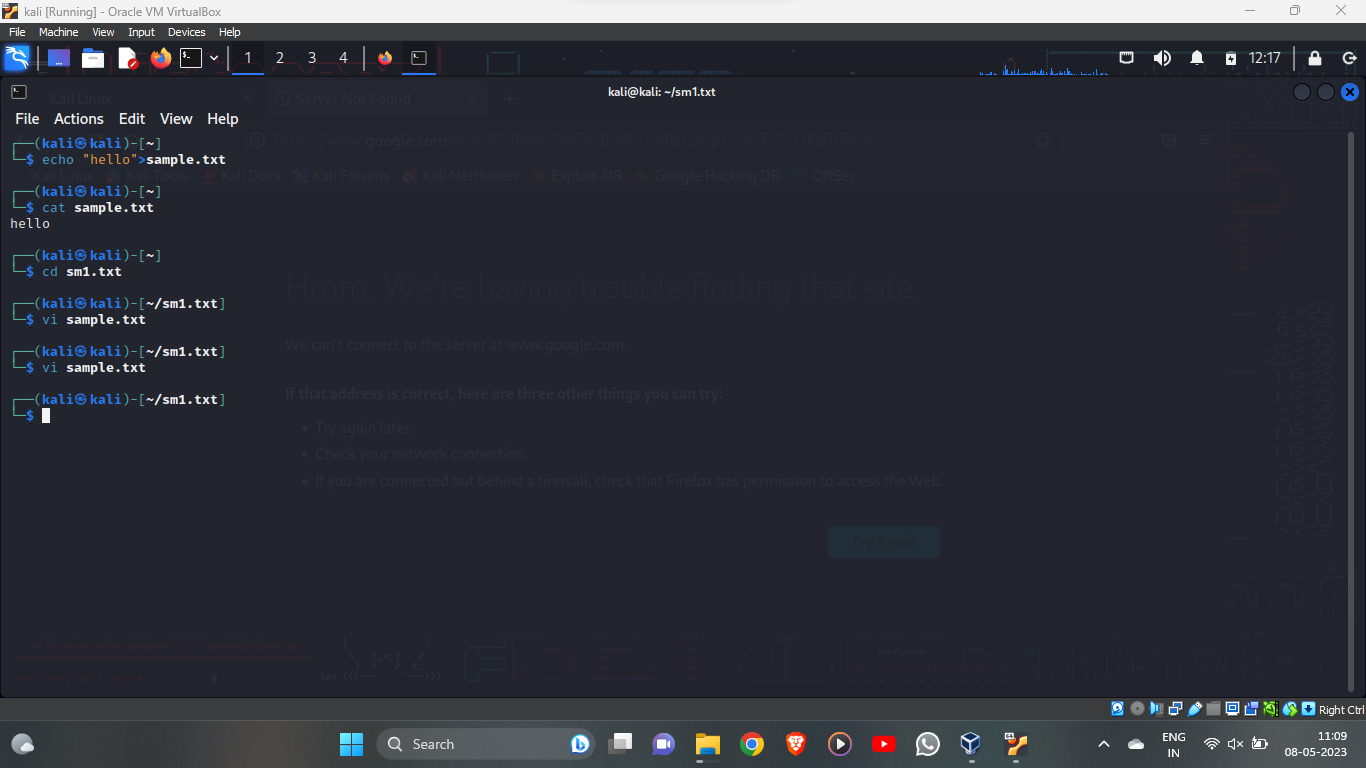 kali [Running] - Oracle VM VirtualBox
File Machine View Input Devices Help
1 2 3 4 12:17
kali@kali: ~/sm1.txt
Kali Linux Server Not Found
File Actions Edit View Help
┌──(kali㉿kali)-[~]
└─$ echo "hello">sample.txt
┌──(kali㉿kali)-[~]
└─$ cat sample.txt
hello
┌──(kali㉿kali)-[~]
└─$ cd sm1.txt
┌──(kali㉿kali)-[~/sm1.txt]
└─$ vi sample.txt
┌──(kali㉿kali)-[~/sm1.txt]
└─$ vi sample.txt
┌──(kali㉿kali)-[~/sm1.txt]
└─$
Kali Linux Kali Tools Kali Docs Kali Forums Kali NetHunter Exploit-DB Google Hacking DB OffSec
Hmm. We're having trouble finding that site.
We can't connect to the server at www.google.com.
If that address is correct, here are three other things you can try:
Try again later.
Check your network connection.
If you are connected but behind a firewall, check that Firefox has permission to access the Web.
Try Again
PAYLOAD
Right Ctrl
Search
ENG
IN
11:09
08-05-2023